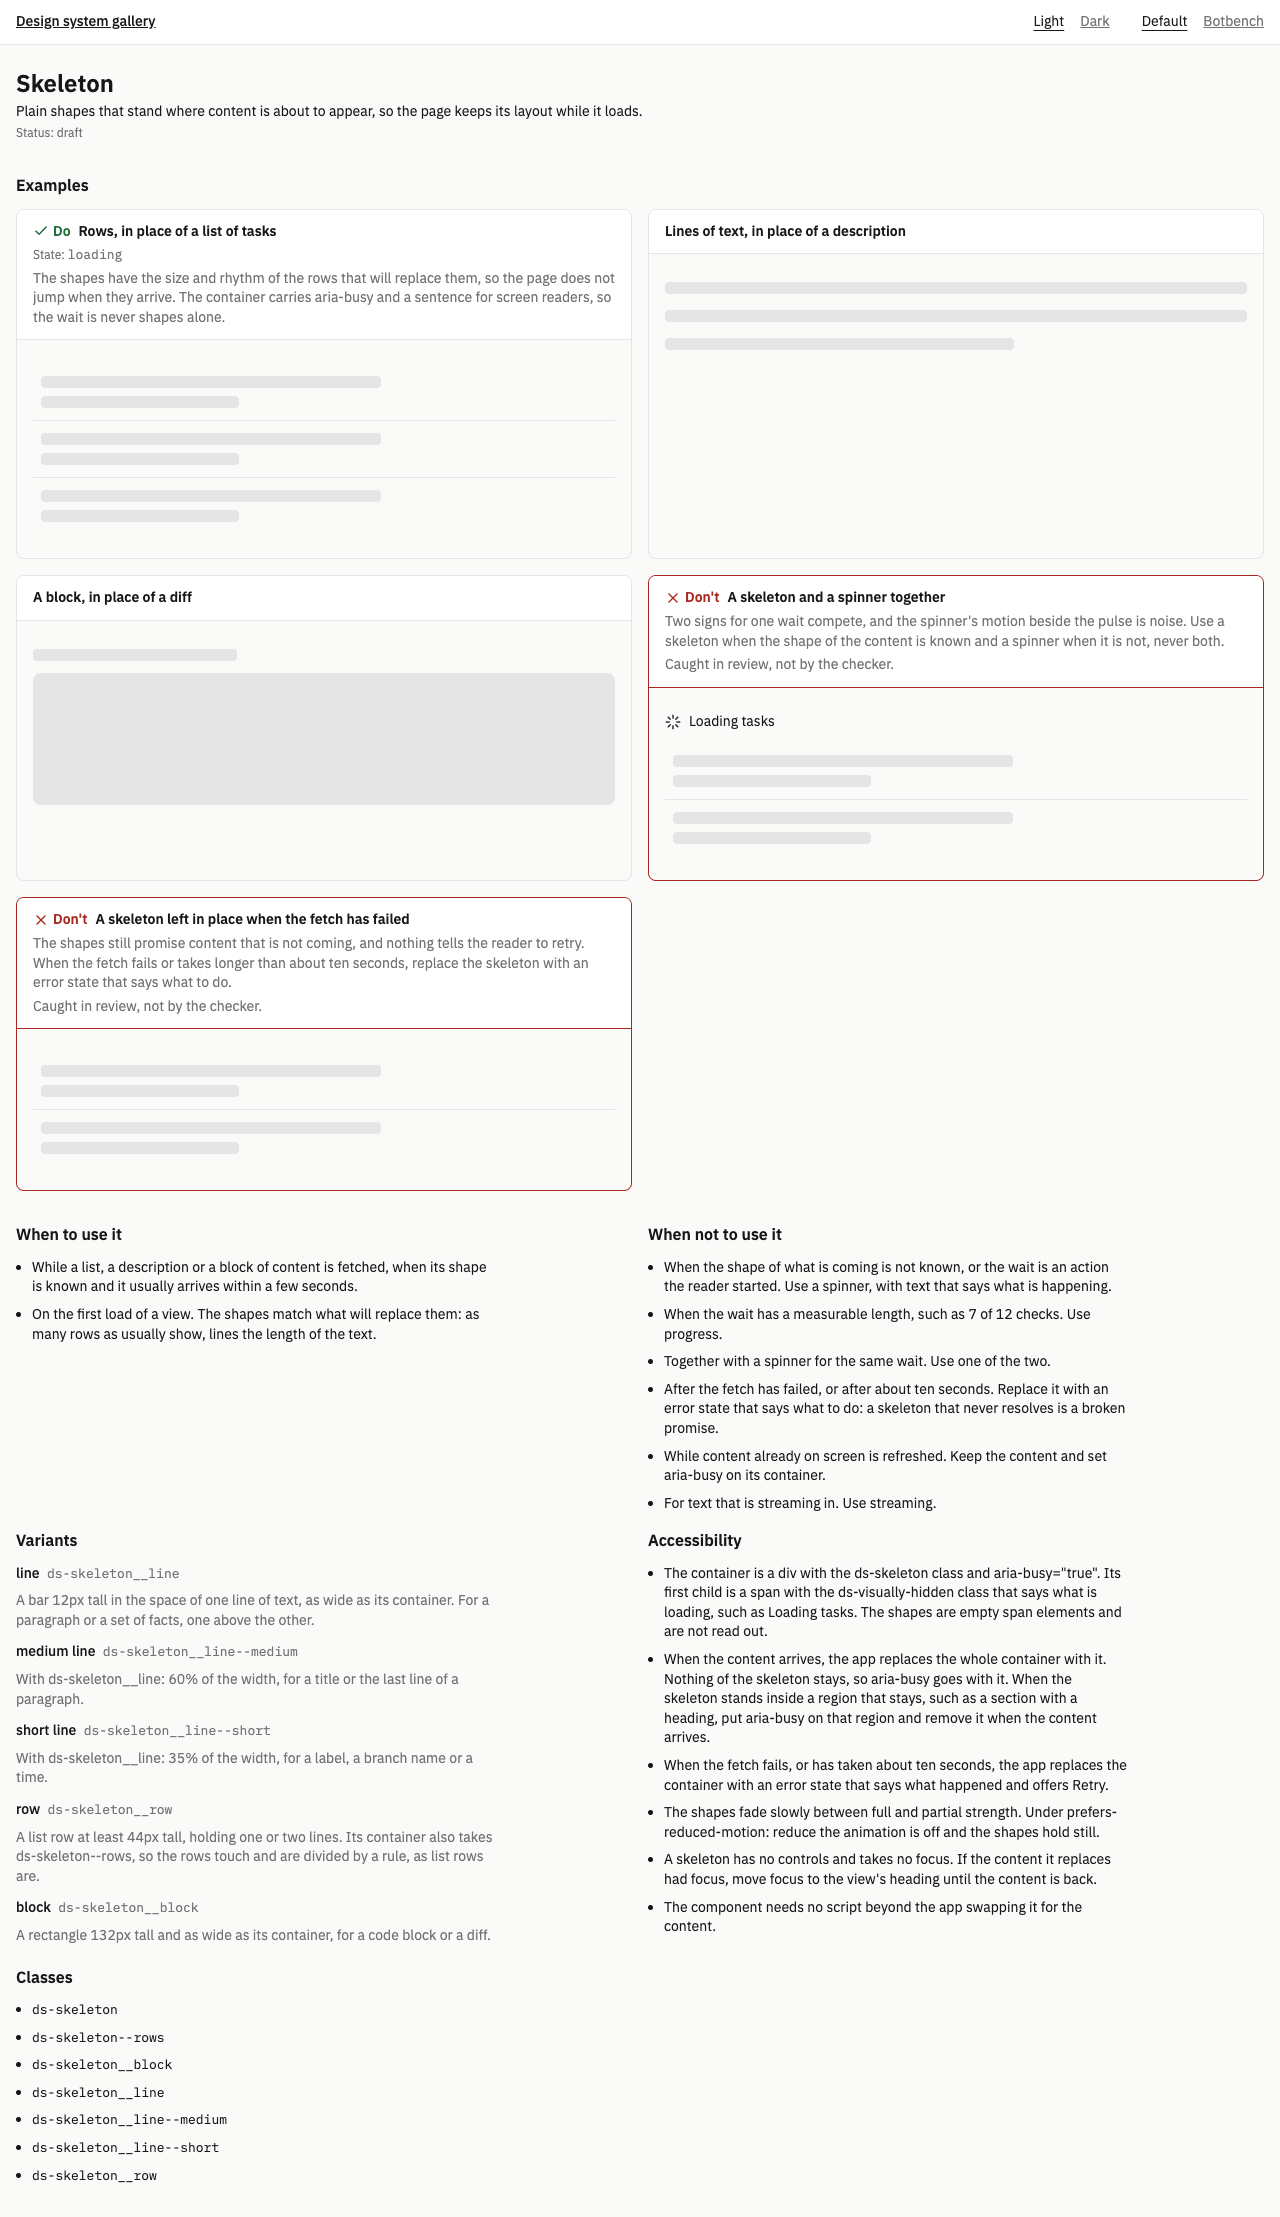 Design system gallery
Light Dark Default Botbench
Skeleton
Plain shapes that stand where content is about to appear, so the page keeps its layout while it loads.
Status: draft
Examples
Do Rows, in place of a list of tasks
State: loading
The shapes have the size and rhythm of the rows that will replace them, so the page does not
jump when they arrive. The container carries aria-busy and a sentence for screen readers, so
the wait is never shapes alone.
Lines of text, in place of a description
A block, in place of a diff
Don't A skeleton and a spinner together
Two signs for one wait compete, and the spinner's motion beside the pulse is noise. Use a
skeleton when the shape of the content is known and a spinner when it is not, never both.
Caught in review, not by the checker.
Loading tasks
Don't A skeleton left in place when the fetch has failed
The shapes still promise content that is not coming, and nothing tells the reader to retry.
When the fetch fails or takes longer than about ten seconds, replace the skeleton with an
error state that says what to do.
Caught in review, not by the checker.
When to use it
While a list, a description or a block of content is fetched, when its shape
is known and it usually arrives within a few seconds.
On the first load of a view. The shapes match what will replace them: as
many rows as usually show, lines the length of the text.
When not to use it
When the shape of what is coming is not known, or the wait is an action
the reader started. Use a spinner, with text that says what is happening.
When the wait has a measurable length, such as 7 of 12 checks. Use
progress.
Together with a spinner for the same wait. Use one of the two.
After the fetch has failed, or after about ten seconds. Replace it with an
error state that says what to do: a skeleton that never resolves is a broken
promise.
While content already on screen is refreshed. Keep the content and set
aria-busy on its container.
For text that is streaming in. Use streaming.
Variants
line ds-skeleton__line
A bar 12px tall in the space of one line of text, as wide as its container. For a
paragraph or a set of facts, one above the other.
medium line ds-skeleton__line--medium
With ds-skeleton__line: 60% of the width, for a title or the last line of a
paragraph.
short line ds-skeleton__line--short
With ds-skeleton__line: 35% of the width, for a label, a branch name or a
time.
row ds-skeleton__row
A list row at least 44px tall, holding one or two lines. Its container also takes
ds-skeleton--rows, so the rows touch and are divided by a rule, as list rows
are.
block ds-skeleton__block
A rectangle 132px tall and as wide as its container, for a code block or a diff.
Accessibility
The container is a div with the ds-skeleton class and aria-busy="true". Its
first child is a span with the ds-visually-hidden class that says what is
loading, such as Loading tasks. The shapes are empty span elements and
are not read out.
When the content arrives, the app replaces the whole container with it.
Nothing of the skeleton stays, so aria-busy goes with it. When the
skeleton stands inside a region that stays, such as a section with a
heading, put aria-busy on that region and remove it when the content
arrives.
When the fetch fails, or has taken about ten seconds, the app replaces the
container with an error state that says what happened and offers Retry.
The shapes fade slowly between full and partial strength. Under prefers-
reduced-motion: reduce the animation is off and the shapes hold still.
A skeleton has no controls and takes no focus. If the content it replaces
had focus, move focus to the view's heading until the content is back.
The component needs no script beyond the app swapping it for the
content.
Classes
ds-skeleton
ds-skeleton--rows
ds-skeleton__block
ds-skeleton__line
ds-skeleton__line--medium
ds-skeleton__line--short
ds-skeleton__row